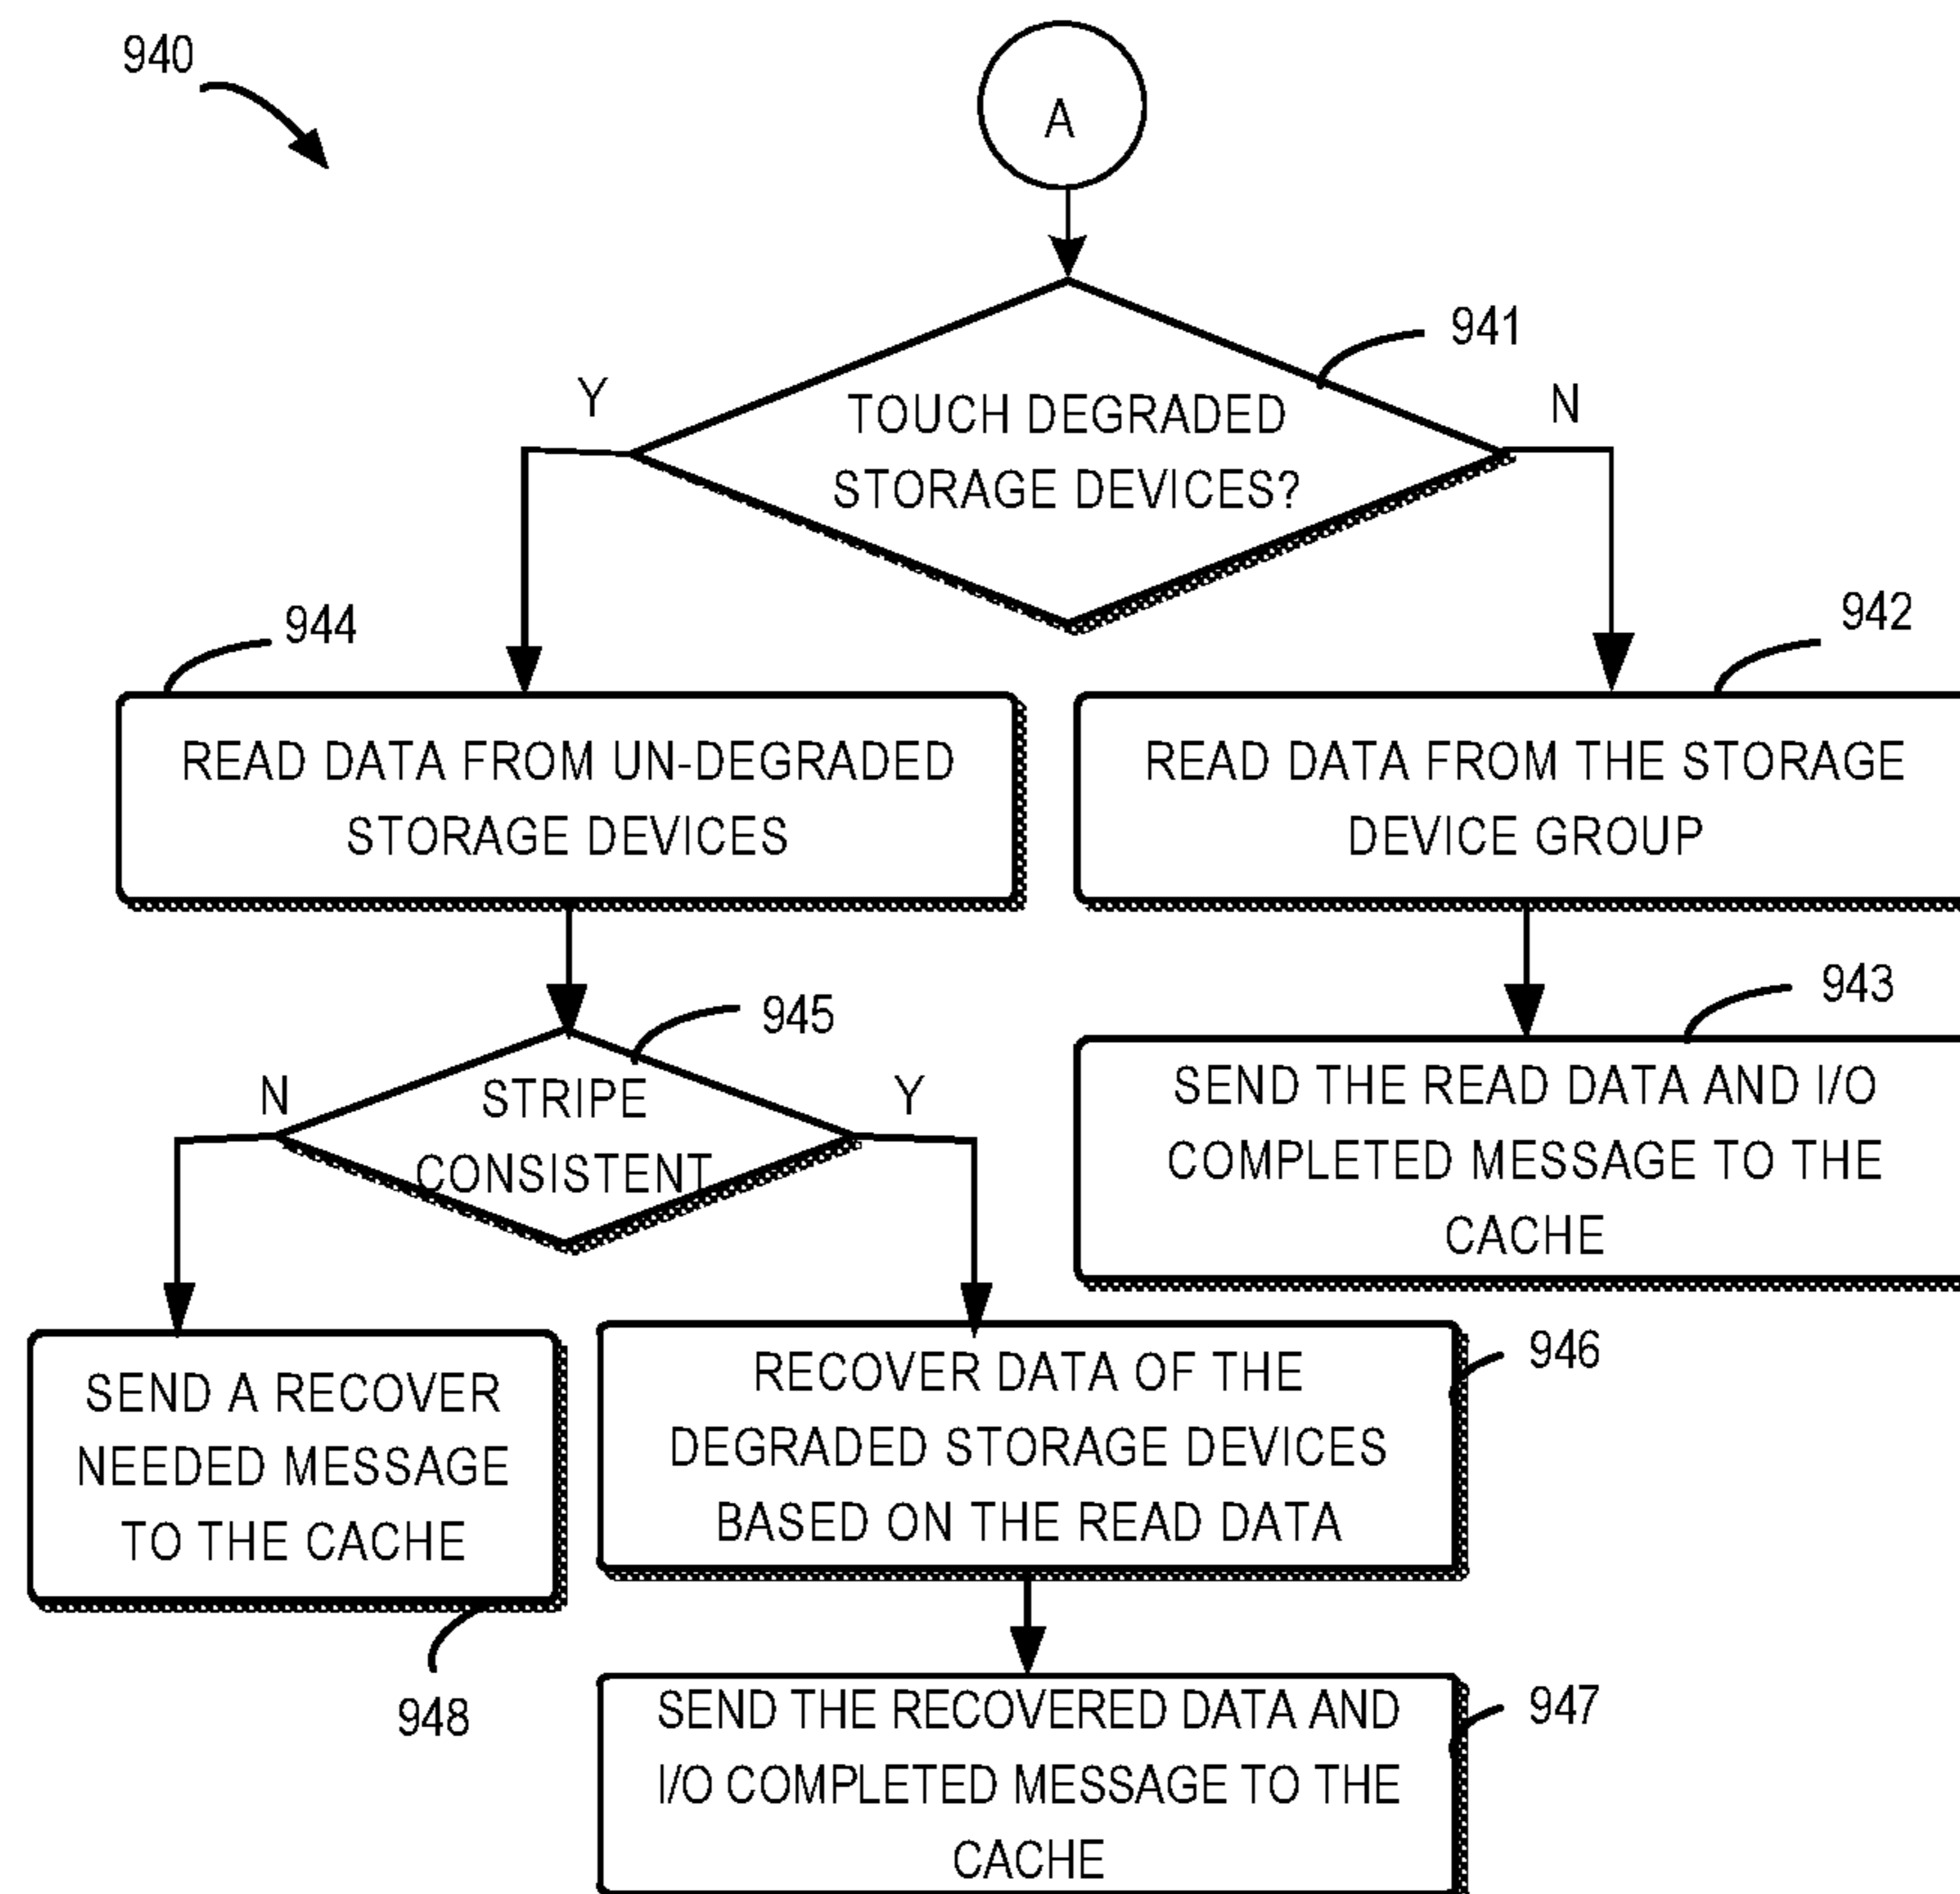 940
A
941
Y
N
TOUCH DEGRADED
STORAGE DEVICES?
944
942
READ DATA FROM UN-DEGRADED
STORAGE DEVICES
READ DATA FROM THE STORAGE
DEVICE GROUP
945
943
N
Y
STRIPE
CONSISTENT
SEND THE READ DATA AND I/O
COMPLETED MESSAGE TO THE
CACHE
SEND A RECOVER
NEEDED MESSAGE
TO THE CACHE
948
946
RECOVER DATA OF THE
DEGRADED STORAGE DEVICES
BASED ON THE READ DATA
947
SEND THE RECOVERED DATA AND
I/O COMPLETED MESSAGE TO THE
CACHE